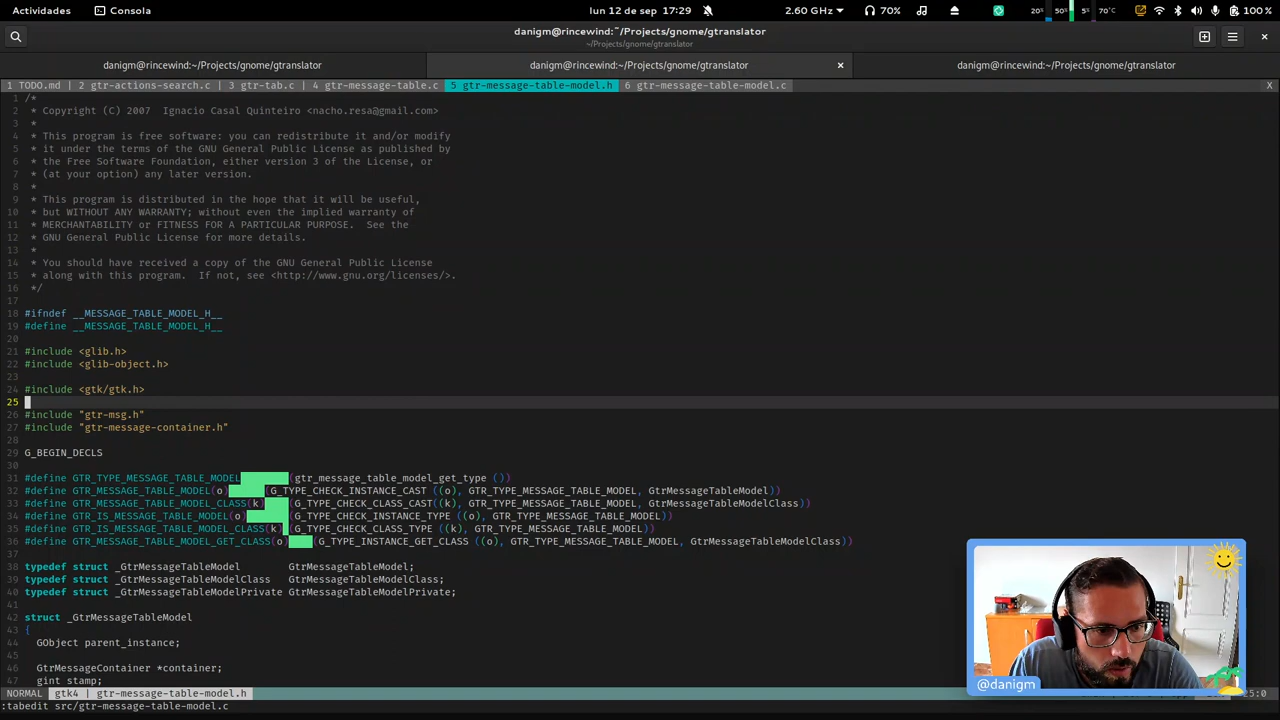 Actividades Consola lun 12 de sep 17:29 2.60 GHz 70% 20% 50% 5% 70°C 100 %
danigm@rincewind:~/Projects/gnome/gtranslator
~/Projects/gnome/gtranslator
danigm@rincewind:~/Projects/gnome/gtranslator danigm@rincewind:~/Projects/gnome/gtranslator danigm@rincewind:~/Projects/gnome/gtranslator
1 TODO.md | 2 gtr-actions-search.c | 3 gtr-tab.c | 4 gtr-message-table.c 5 gtr-message-table-model.h 6 gtr-message-table-model.c X
1 /*
2 * Copyright (C) 2007 Ignacio Casal Quinteiro <nacho.resa@gmail.com>
3 *
4 * This program is free software: you can redistribute it and/or modify
5 * it under the terms of the GNU General Public License as published by
6 * the Free Software Foundation, either version 3 of the License, or
7 * (at your option) any later version.
8 *
9 * This program is distributed in the hope that it will be useful,
10 * but WITHOUT ANY WARRANTY; without even the implied warranty of
11 * MERCHANTABILITY or FITNESS FOR A PARTICULAR PURPOSE. See the
12 * GNU General Public License for more details.
13 *
14 * You should have received a copy of the GNU General Public License
15 * along with this program. If not, see <http://www.gnu.org/licenses/>.
16 */
17
18 #ifndef __MESSAGE_TABLE_MODEL_H__
19 #define __MESSAGE_TABLE_MODEL_H__
20
21 #include <glib.h>
22 #include <glib-object.h>
23
24 #include <gtk/gtk.h>
25
26 #include "gtr-msg.h"
27 #include "gtr-message-container.h"
28
29 G_BEGIN_DECLS
30
31 #define GTR_TYPE_MESSAGE_TABLE_MODEL (gtr_message_table_model_get_type ())
32 #define GTR_MESSAGE_TABLE_MODEL(o) (G_TYPE_CHECK_INSTANCE_CAST ((o), GTR_TYPE_MESSAGE_TABLE_MODEL, GtrMessageTableModel))
33 #define GTR_MESSAGE_TABLE_MODEL_CLASS(k) (G_TYPE_CHECK_CLASS_CAST((k), GTR_TYPE_MESSAGE_TABLE_MODEL, GtrMessageTableModelClass))
34 #define GTR_IS_MESSAGE_TABLE_MODEL(o) (G_TYPE_CHECK_INSTANCE_TYPE ((o), GTR_TYPE_MESSAGE_TABLE_MODEL))
35 #define GTR_IS_MESSAGE_TABLE_MODEL_CLASS(k) (G_TYPE_CHECK_CLASS_TYPE ((k), GTR_TYPE_MESSAGE_TABLE_MODEL))
36 #define GTR_MESSAGE_TABLE_MODEL_GET_CLASS(o) (G_TYPE_INSTANCE_GET_CLASS ((o), GTR_TYPE_MESSAGE_TABLE_MODEL, GtrMessageTableModelClass))
37
38 typedef struct _GtrMessageTableModel GtrMessageTableModel;
39 typedef struct _GtrMessageTableModelClass GtrMessageTableModelClass;
40 typedef struct _GtrMessageTableModelPrivate GtrMessageTableModelPrivate;
41
42 struct _GtrMessageTableModel
43 {
44 GObject parent_instance;
45
46 GtrMessageContainer *container;
47 gint stamp;
NORMAL gtk4 | gtr-message-table-model.h 25:0
:tabedit src/gtr-message-table-model.c
@danigm